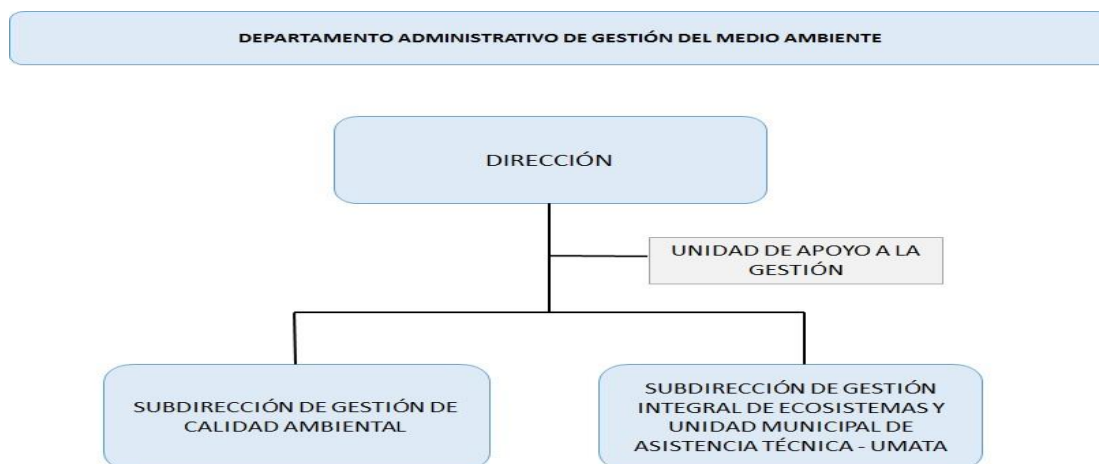 DEPARTAMENTO ADMINISTRATIVO DE GESTIÓN DEL MEDIO AMBIENTE
DIRECCIÓN
UNIDAD DE APOYO A LA
GESTIÓN
SUBDIRECCIÓN DE GESTIÓN DE
CALIDAD AMBIENTAL
SUBDIRECCIÓN DE GESTIÓN
INTEGRAL DE ECOSISTEMAS Y
UNIDAD MUNICIPAL DE
ASISTENCIA TÉCNICA - UMATA